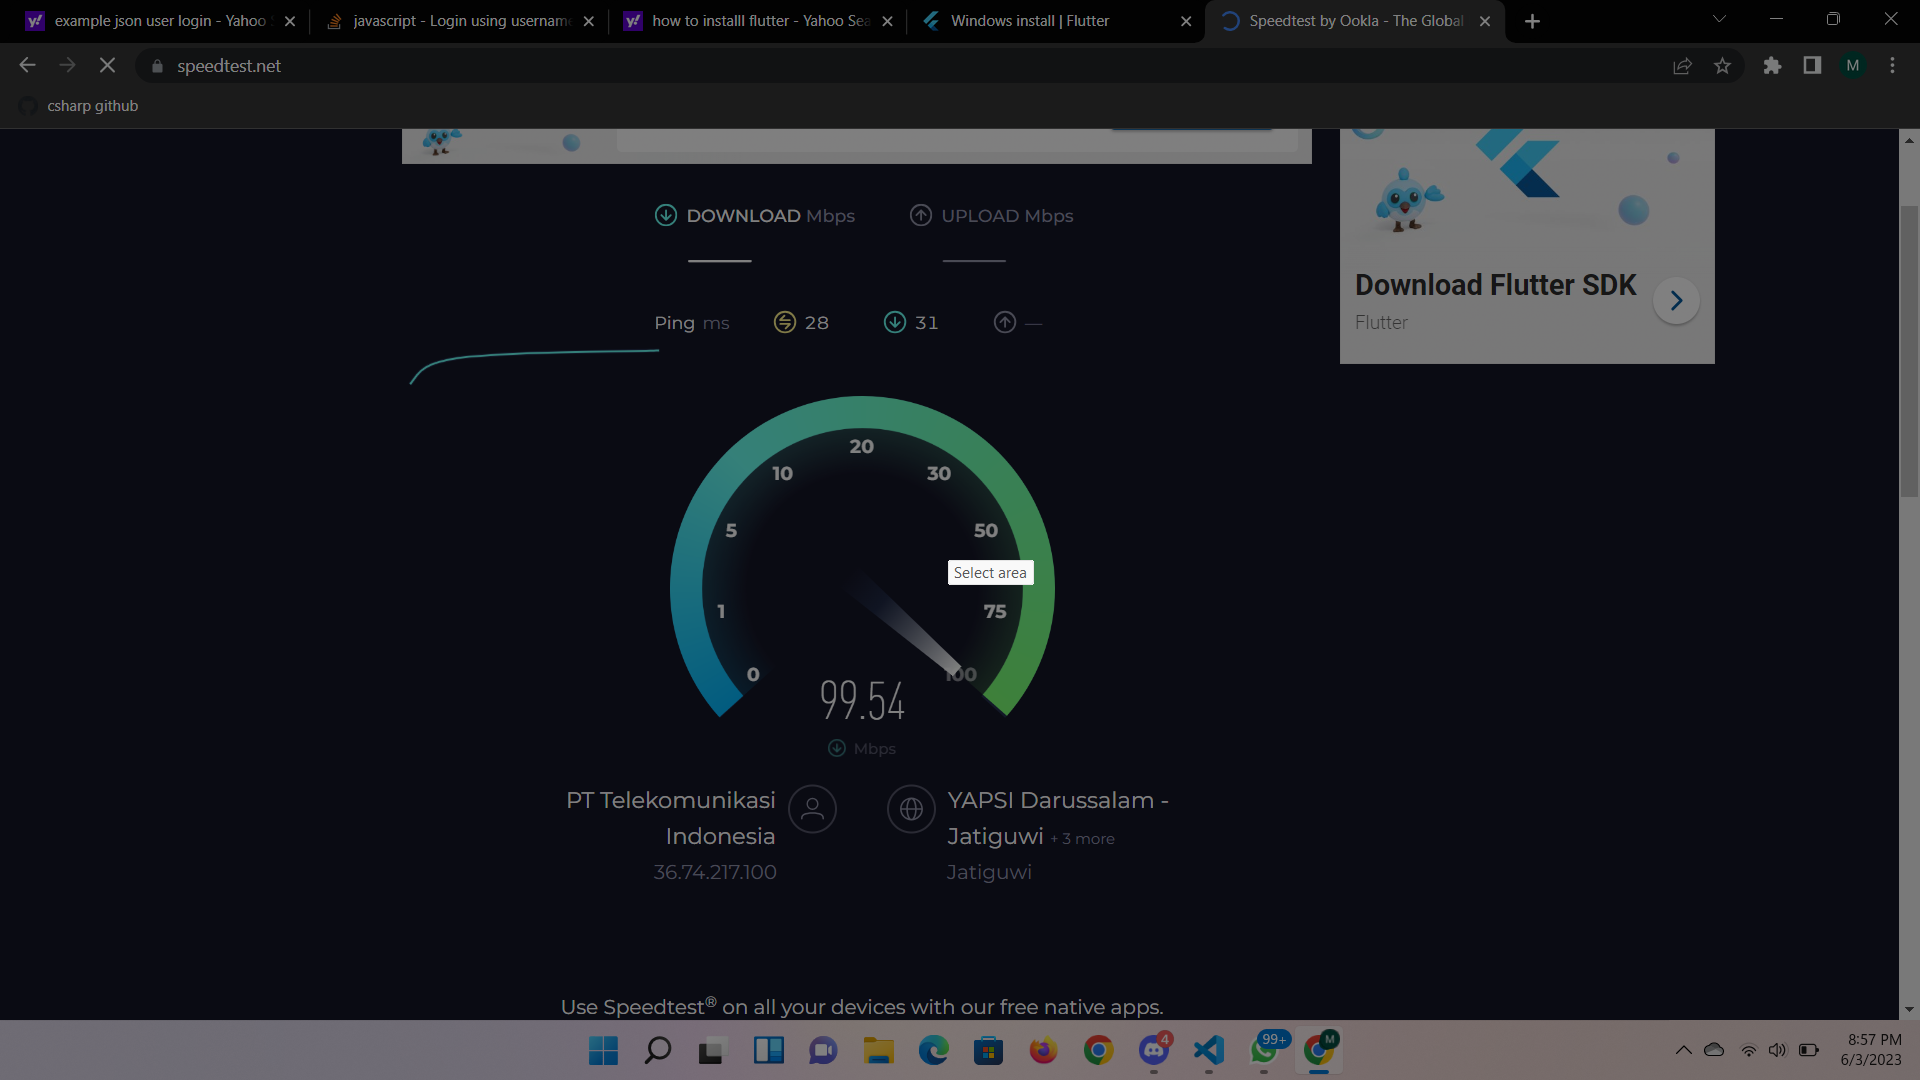 example json user login - Yahoo
javascript - Login using username
how to installl flutter - Yahoo Sea
Windows install | Flutter
Speedtest by Ookla - The Global
speedtest.net
M
csharp github
DOWNLOAD Mbps
UPLOAD Mbps
Ping ms
28
31
—
Download Flutter SDK
Flutter
0
1
5
10
20
30
50
75
100
Select area
99.54
Mbps
PT Telekomunikasi
Indonesia
36.74.217.100
YAPSI Darussalam -
Jatiguwi + 3 more
Jatiguwi
Use Speedtest® on all your devices with our free native apps.
4
99+
M
8:57 PM
6/3/2023